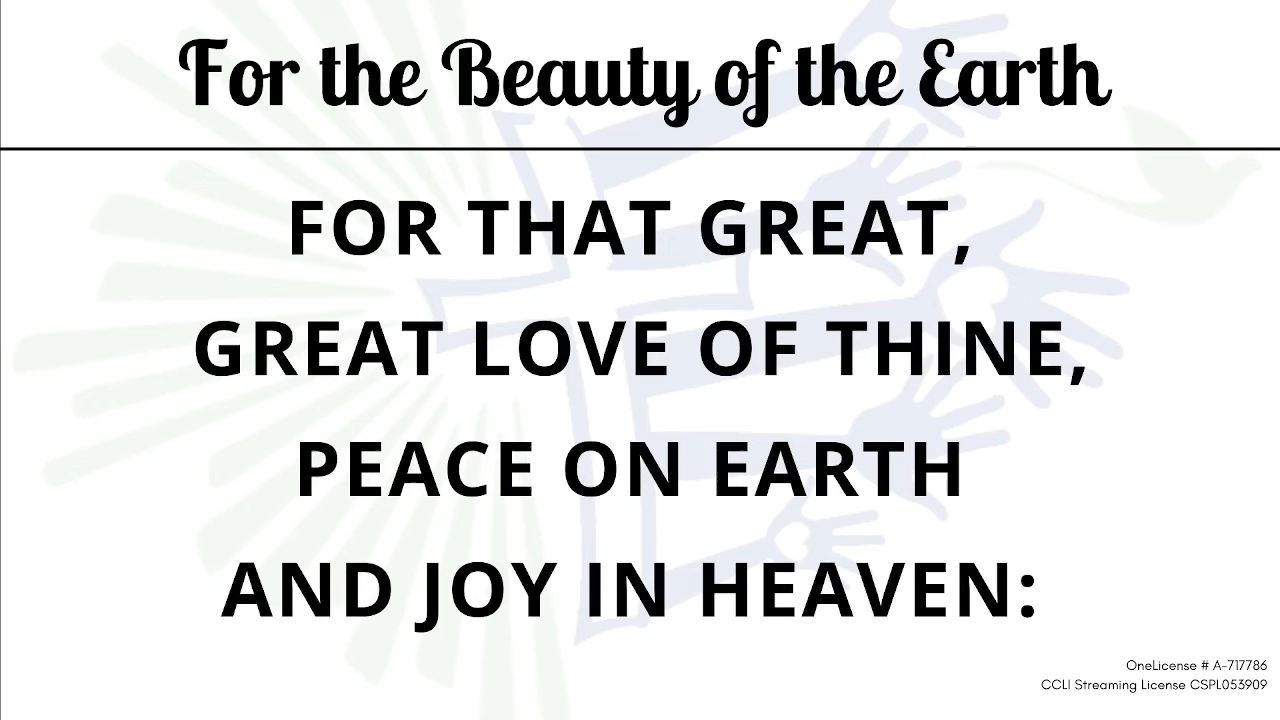 For the Beauty of the Earth
FOR THAT GREAT,
GREAT LOVE OF THINE,
PEACE ON EARTH
AND JOY IN HEAVEN:
OneLicense # A-717786
CCLI Streaming License CSPL053909